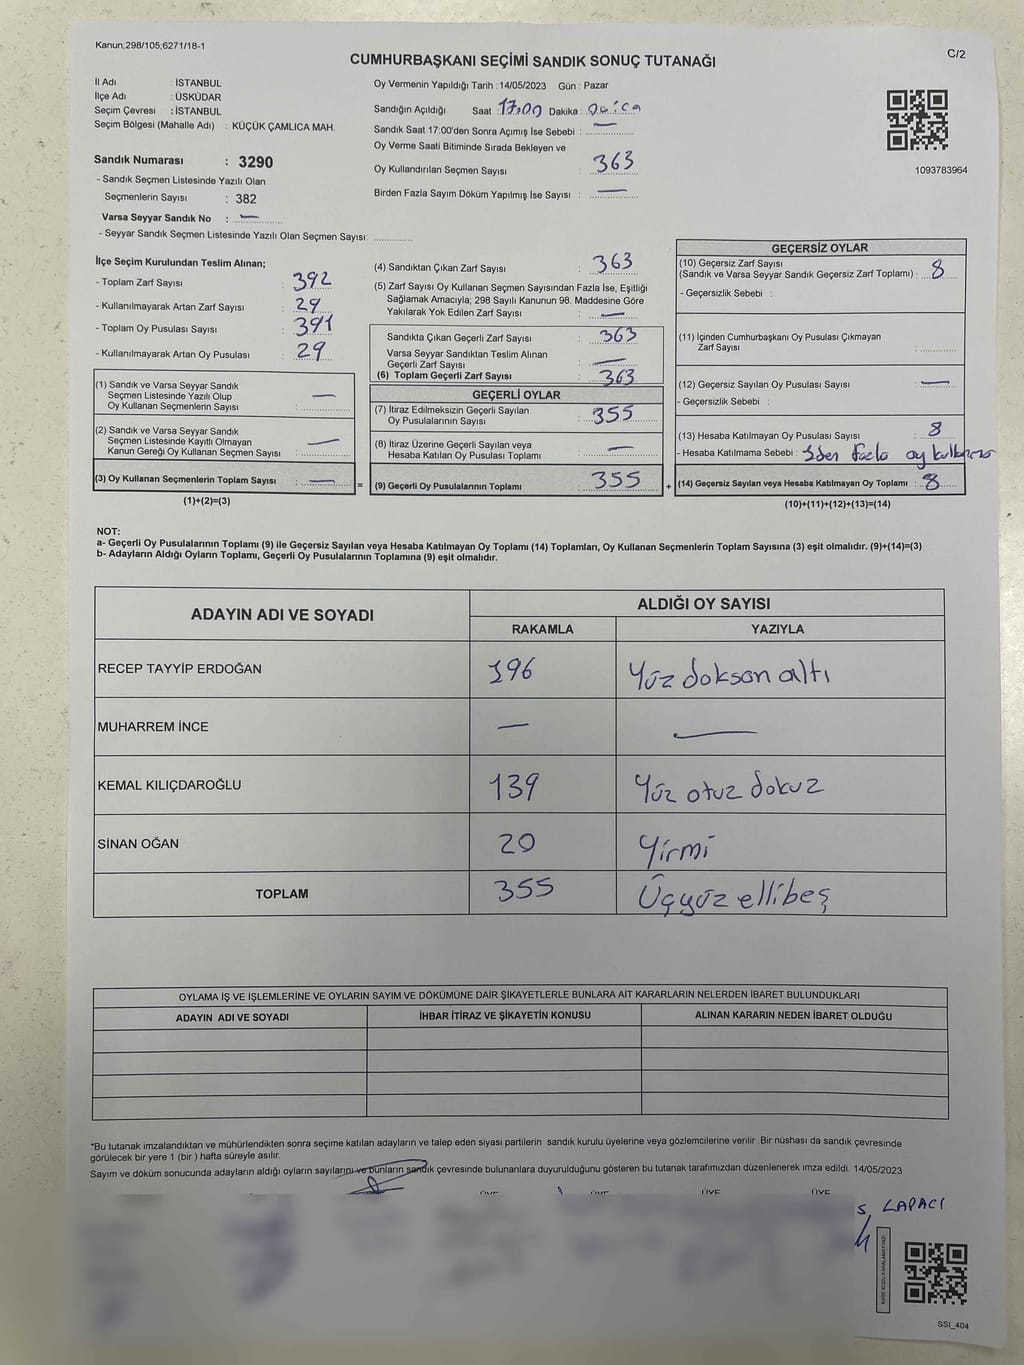 Kanun;298/105;6271/18-1
C/2
CUMHURBAŞKANI SEÇİMİ SANDIK SONUÇ TUTANAĞI
İl Adı : İSTANBUL
İlçe Adı : ÜSKÜDAR
Seçim Çevresi : İSTANBUL
Seçim Bölgesi (Mahalle Adı) : KÜÇÜK ÇAMLICA MAH.
Sandık Numarası : 3290
- Sandık Seçmen Listesinde Yazılı Olan
Seçmenlerin Sayısı : 382
Varsa Seyyar Sandık No : —
- Seyyar Sandık Seçmen Listesinde Yazılı Olan Seçmen Sayısı:
Oy Vermenin Yapıldığı Tarih : 14/05/2023 Gün : Pazar
Sandığın Açıldığı Saat : 17:00 Dakika :
Sandık Saat 17:00'den Sonra Açımış İse Sebebi : —
Oy Verme Saati Bitiminde Sırada Bekleyen ve
Oy Kullandırılan Seçmen Sayısı : 363
Birden Fazla Sayım Döküm Yapılmış İse Sayısı : —
1093783964
İlçe Seçim Kurulundan Teslim Alınan;
- Toplam Zarf Sayısı : 392
- Kullanılmayarak Artan Zarf Sayısı : 29
- Toplam Oy Pusulası Sayısı : 391
- Kullanılmayarak Artan Oy Pusulası : 29
(1) Sandık ve Varsa Seyyar Sandık
Seçmen Listesinde Yazılı Olup
Oy Kullanan Seçmenlerin Sayısı : —
(2) Sandık ve Varsa Seyyar Sandık
Seçmen Listesinde Kayıtlı Olmayan
Kanun Gereği Oy Kullanan Seçmen Sayısı : —
(3) Oy Kullanan Seçmenlerin Toplam Sayısı : — =
(1)+(2)=(3)
(4) Sandıktan Çıkan Zarf Sayısı : 363
(5) Zarf Sayısı Oy Kullanan Seçmen Sayısından Fazla İse, Eşitliği
Sağlamak Amacıyla; 298 Sayılı Kanunun 98. Maddesine Göre
Yakılarak Yok Edilen Zarf Sayısı : —
Sandıkta Çıkan Geçerli Zarf Sayısı : 363
Varsa Seyyar Sandıktan Teslim Alınan
Geçerli Zarf Sayısı : —
(6) Toplam Geçerli Zarf Sayısı : 363
GEÇERLİ OYLAR
(7) İtiraz Edilmeksizin Geçerli Sayılan
Oy Pusulalarının Sayısı : 355
(8) İtiraz Üzerine Geçerli Sayılan veya
Hesaba Katılan Oy Pusulası Toplamı : —
(9) Geçerli Oy Pusulalarının Toplamı : 355 +
GEÇERSİZ OYLAR
(10) Geçersiz Zarf Sayısı
(Sandık ve Varsa Seyyar Sandık Geçersiz Zarf Toplamı) : 8
- Geçersizlik Sebebi :
(11) İçinden Cumhurbaşkanı Oy Pusulası Çıkmayan
Zarf Sayısı :
(12) Geçersiz Sayılan Oy Pusulası Sayısı : —
- Geçersizlik Sebebi :
(13) Hesaba Katılmayan Oy Pusulası Sayısı : 8
- Hesaba Katılmama Sebebi : 1den fazla oy kullanma
(14) Geçersiz Sayılan veya Hesaba Katılmayan Oy Toplamı : 8
(10)+(11)+(12)+(13)=(14)
NOT:
a- Geçerli Oy Pusulalarının Toplamı (9) ile Geçersiz Sayılan veya Hesaba Katılmayan Oy Toplamı (14) Toplamları, Oy Kullanan Seçmenlerin Toplam Sayısına (3) eşit olmalıdır. (9)+(14)=(3)
b- Adayların Aldığı Oyların Toplamı, Geçerli Oy Pusulalarının Toplamına (9) eşit olmalıdır.
ADAYIN ADI VE SOYADI ALDIĞI OY SAYISI
RAKAMLA YAZIYLA
RECEP TAYYİP ERDOĞAN 196 Yüz doksan altı
MUHARREM İNCE — —
KEMAL KILIÇDAROĞLU 139 Yüz otuz dokuz
SİNAN OĞAN 20 Yirmi
TOPLAM 355 Üçyüz ellibeş
OYLAMA İŞ VE İŞLEMLERİNE VE OYLARIN SAYIM VE DÖKÜMÜNE DAİR ŞİKAYETLERLE BUNLARA AİT KARARLARIN NELERDEN İBARET BULUNDUKLARI
ADAYIN ADI VE SOYADI İHBAR İTİRAZ VE ŞİKAYETİN KONUSU ALINAN KARARIN NEDEN İBARET OLDUĞU
*Bu tutanak imzalandıktan ve mühürlendikten sonra seçime katılan adayların ve talep eden siyasi partilerin sandık kurulu üyelerine veya gözlemcilerine verilir .Bir nüshası da sandık çevresinde
görülecek bir yere 1 (bir ) hafta süreyle asılır.
Sayım ve döküm sonucunda adayların aldığı oyların sayılarını ve bunların sandık çevresinde bulunanlara duyurulduğunu gösteren bu tutanak tarafımızdan düzenlenerek imza edildi. 14/05/2023
ÜYE ÜYE ÜYE ÜYE
S. LAPACI
KARE KODU KARALAMAYINIZ!
SSI_404